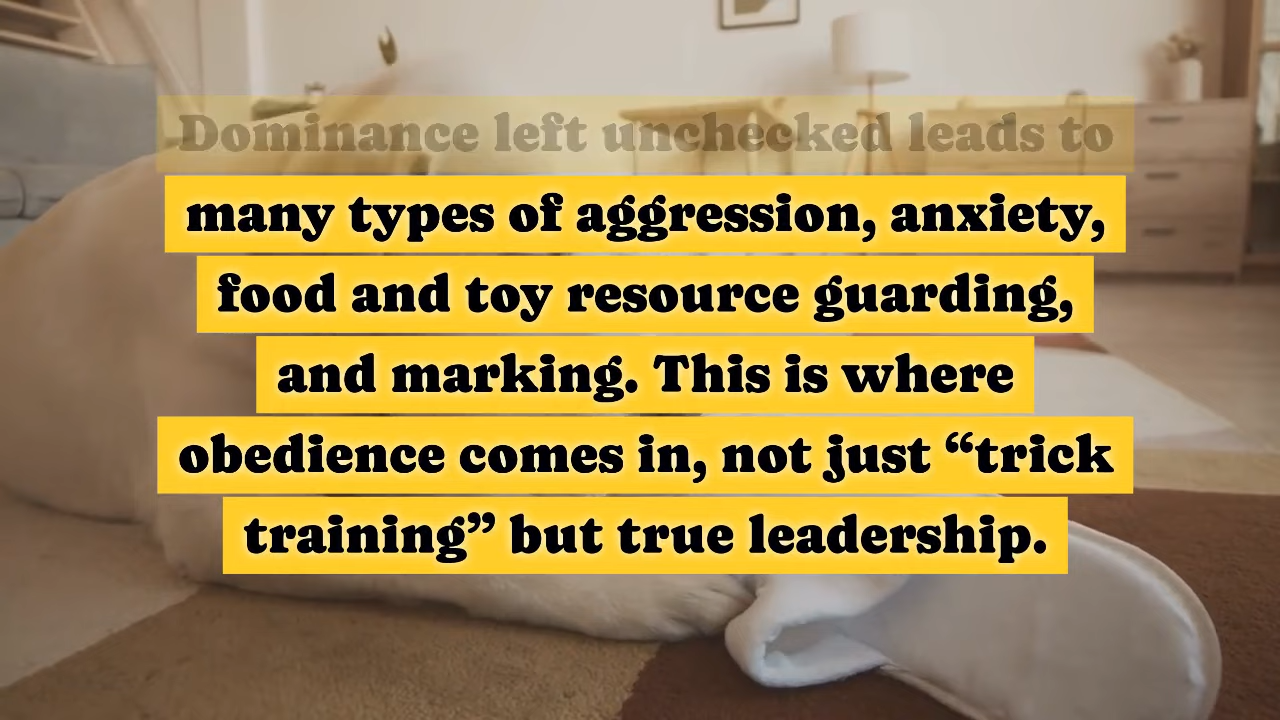 Dominance left unchecked leads to
many types of aggression, anxiety,
food and toy resource guarding,
and marking. This is where
obedience comes in, not just “trick
training” but true leadership.